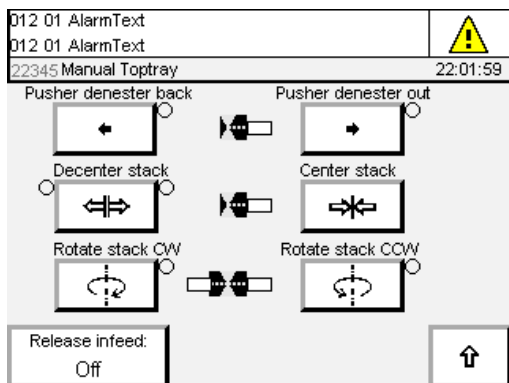 012 01 AlarmText
012 01 AlarmText
22345 Manual Toptray 22:01:59
Pusher denester back Pusher denester out
Decenter stack Center stack
Rotate stack CW Rotate stack CCW
Release infeed:
Off